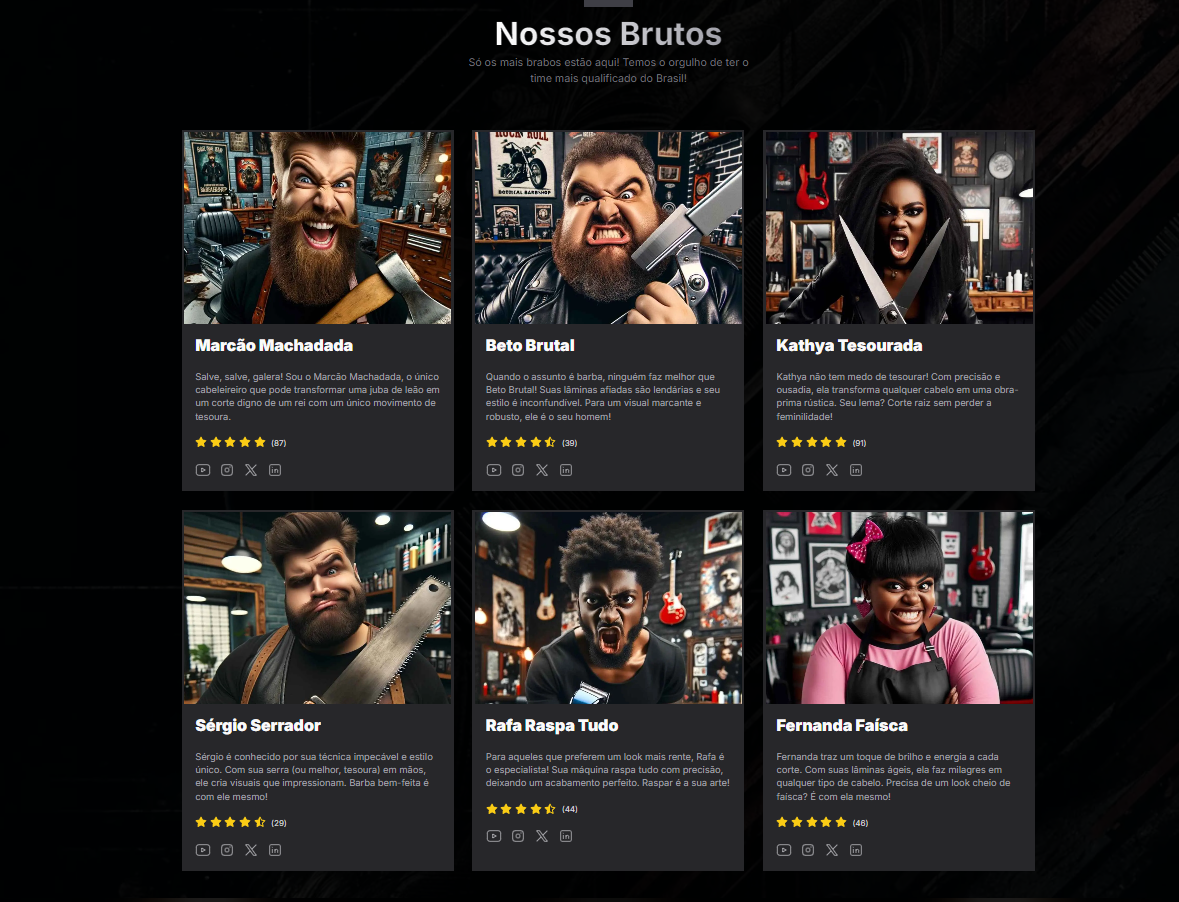 Nossos Brutos
Só os mais brabos estão aqui! Temos o orgulho de ter o
time mais qualificado do Brasil!
ROCK ROLL
Marcão Machadada
Salve, salve, galera! Sou o Marcão Machadada, o único
cabeleireiro que pode transformar uma juba de leão em
um corte digno de um rei com um único movimento de
tesoura.
(87)
Beto Brutal
Quando o assunto é barba, ninguém faz melhor que
Beto Brutal! Suas lâminas afiadas são lendárias e seu
estilo é inconfundível. Para um visual marcante e
robusto, ele é o seu homem!
(39)
Kathya Tesourada
Kathya não tem medo de tesourar! Com precisão e
ousadia, ela transforma qualquer cabelo em uma obra-
prima rústica. Seu lema? Corte raiz sem perder a
feminilidade!
(91)
Sérgio Serrador
Sérgio é conhecido por sua técnica impecável e estilo
único. Com sua serra (ou melhor, tesoura) em mãos,
ele cria visuais que impressionam. Barba bem-feita é
com ele mesmo!
(29)
Rafa Raspa Tudo
Para aqueles que preferem um look mais rente, Rafa é
o especialista! Sua máquina raspa tudo com precisão,
deixando um acabamento perfeito. Raspar é a sua arte!
(44)
Fernanda Faísca
Fernanda traz um toque de brilho e energia a cada
corte. Com suas lâminas ágeis, ela faz milagres em
qualquer tipo de cabelo. Precisa de um look cheio de
faísca? É com ela mesmo!
(46)